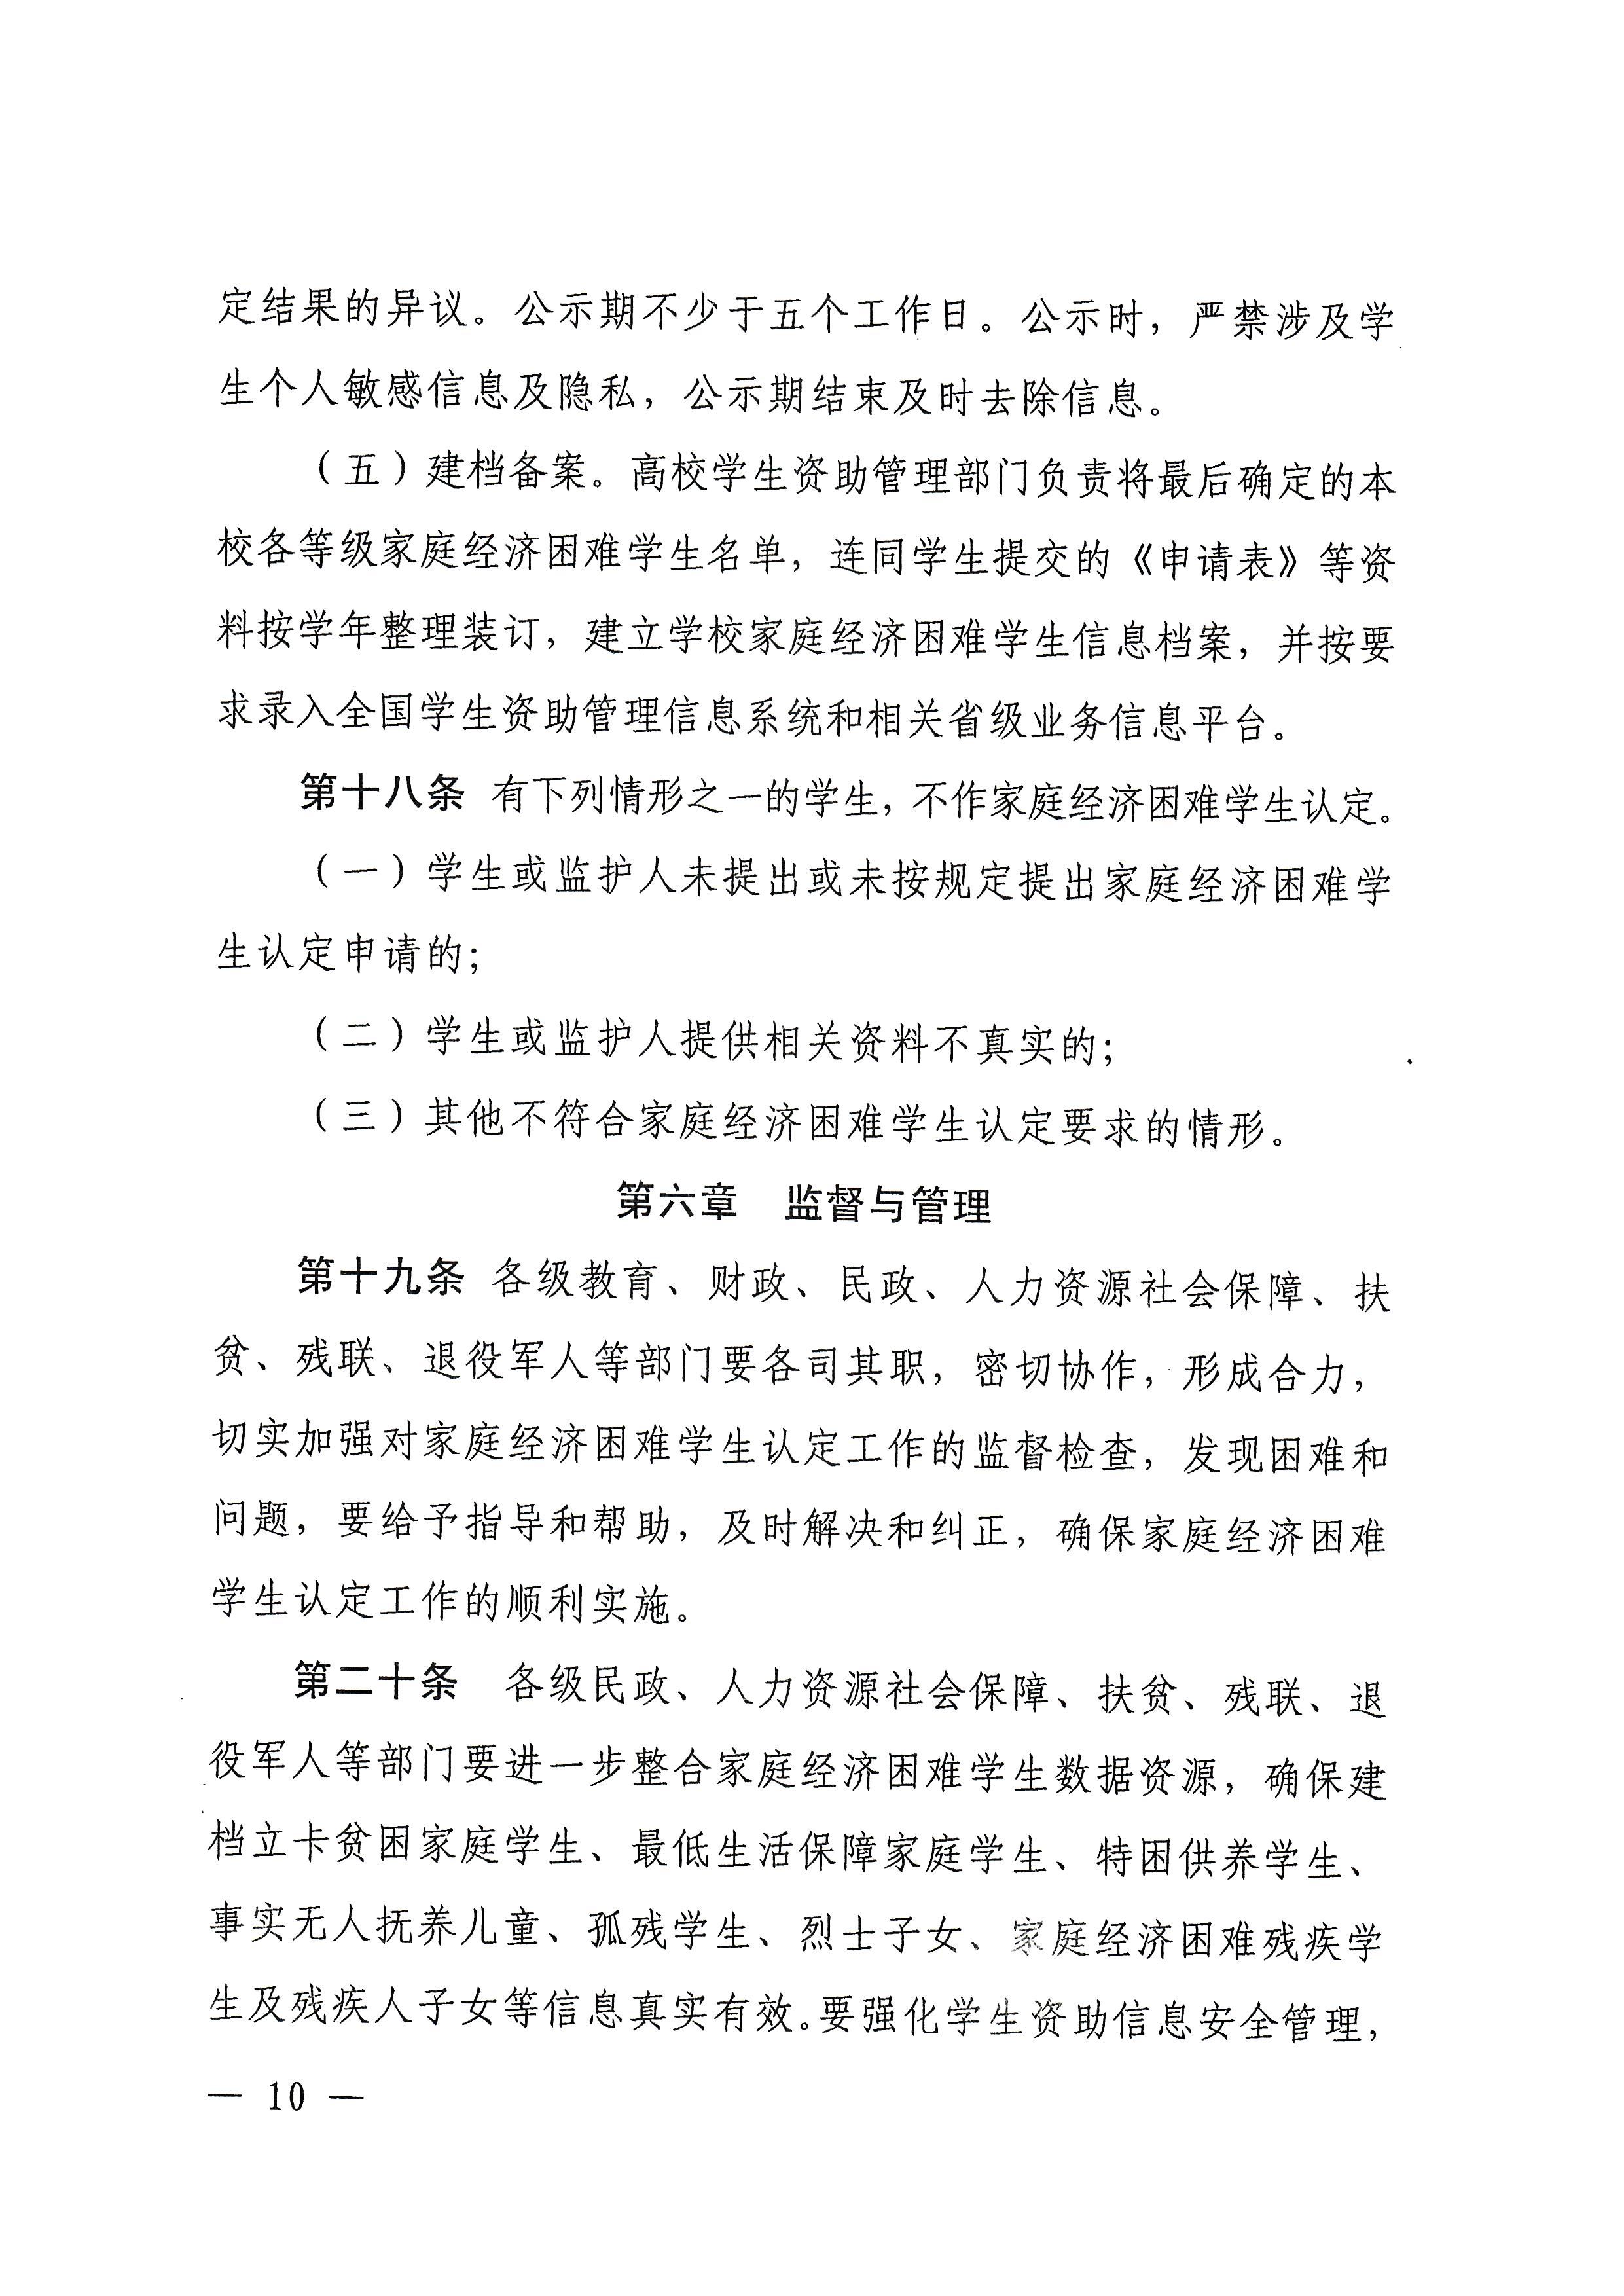 定结果的异议。公示期不少于五个工作日。公示时，严禁涉及学
生个人敏感信息及隐私，公示期结束及时去除信息。
（五）建档备案。高校学生资助管理部门负责将最后确定的本
校各等级家庭经济困难学生名单，连同学生提交的《申请表》等资
料按学年整理装订，建立学校家庭经济困难学生信息档案，并按要
求录入全国学生资助管理信息系统和相关省级业务信息平台。
第十八条 有下列情形之一的学生，不作家庭经济困难学生认定。
（一）学生或监护人未提出或未按规定提出家庭经济困难学
生认定申请的；
（二）学生或监护人提供相关资料不真实的；
（三）其他不符合家庭经济困难学生认定要求的情形。
第六章 监督与管理
第十九条 各级教育、财政、民政、人力资源社会保障、扶
贫、残联、退役军人等部门要各司其职，密切协作，形成合力，
切实加强对家庭经济困难学生认定工作的监督检查，发现困难和
问题，要给予指导和帮助，及时解决和纠正，确保家庭经济困难
学生认定工作的顺利实施。
第二十条 各级民政、人力资源社会保障、扶贫、残联、退
役军人等部门要进一步整合家庭经济困难学生数据资源，确保建
档立卡贫困家庭学生、最低生活保障家庭学生、特困供养学生、
事实无人抚养儿童、孤残学生、烈士子女、家庭经济困难残疾学
生及残疾人子女等信息真实有效。要强化学生资助信息安全管理，
— 10 —